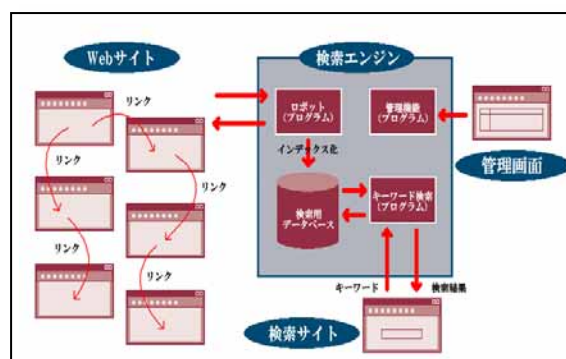 Webサイト
検索エンジン
リンク
ロボット
(プログラム)
管理機能
(プログラム)
リンク
インデックス化
管理画面
リンク
検索用
データベース
キーワード検索
(プログラム)
リンク
リンク
キーワード
検索結果
検索サイト